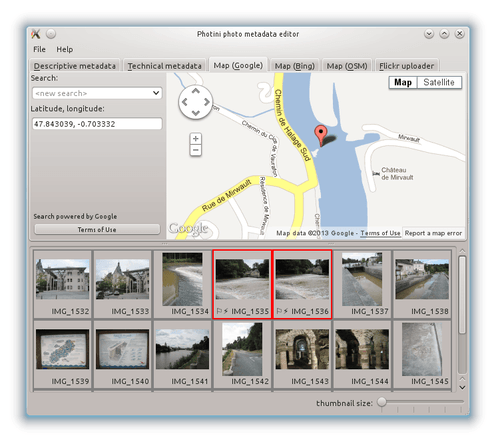 Photini photo metadata editor
File Help
Descriptive metadata Technical metadata Map (Google) Map (Bing) Map (OSM) Flickr uploader
Search:
<new search>
Latitude, longitude:
47.843039, -0.703332
Search powered by Google
Terms of Use
Map Satellite
Chemin de Halage Sud
Chemin du Clos de Vauraflon
Rue de Mirwault
Résidence de Mirwault
Chemin de
Mirwault
Château
de Mirvault
Google
Map data ©2013 Google - Terms of Use Report a map error
IMG_1532 IMG_1533 IMG_1534 IMG_1535 IMG_1536 IMG_1537 IMG_1538
IMG_1539 IMG_1540 IMG_1541 IMG_1542 IMG_1543 IMG_1544 IMG_1545
thumbnail size: